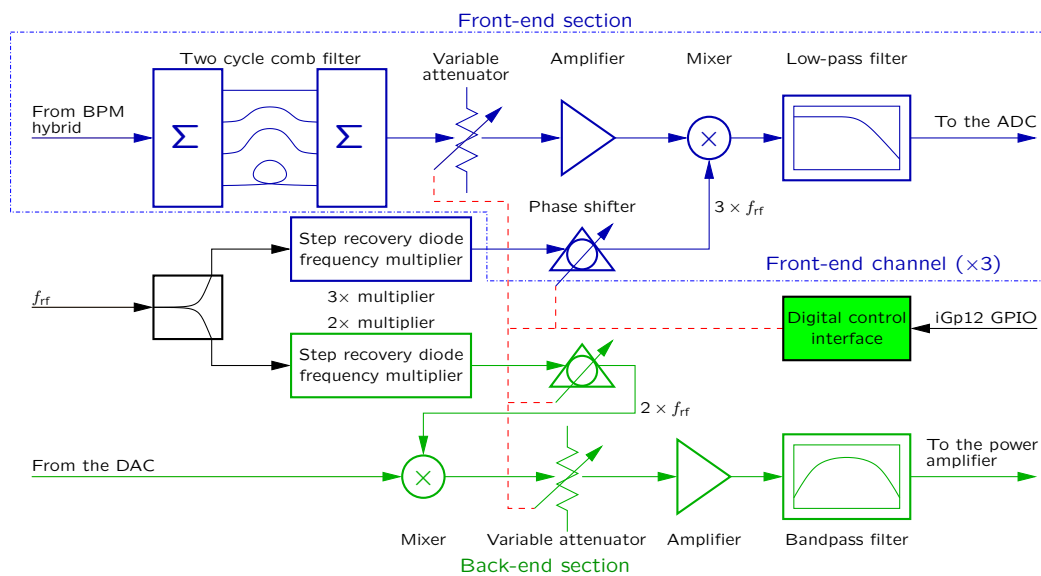 Front-end section
Two cycle comb filter
Variable
attenuator
Amplifier
Mixer
Low-pass filter
From BPM
hybrid
Σ
Σ
×
To the ADC
Phase shifter
3 × frf
Step recovery diode
frequency multiplier
Front-end channel (×3)
3× multiplier
frf
2× multiplier
Digital control
interface
iGp12 GPIO
Step recovery diode
frequency multiplier
2 × frf
From the DAC
×
To the power
amplifier
Mixer
Variable attenuator
Amplifier
Bandpass filter
Back-end section